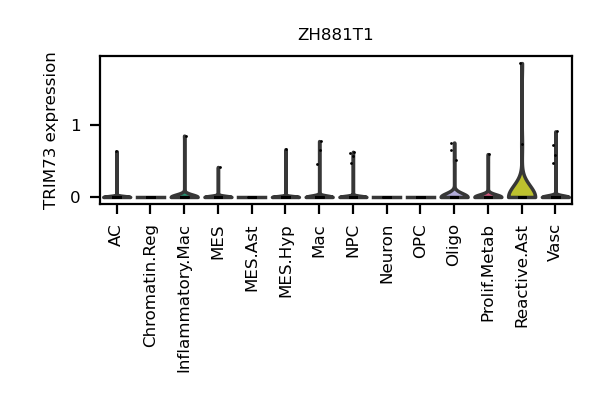 ZH881T1
TRIM73 expression
1
0
AC
Chromatin.Reg
Inflammatory.Mac
MES
MES.Ast
MES.Hyp
Mac
NPC
Neuron
OPC
Oligo
Prolif.Metab
Reactive.Ast
Vasc